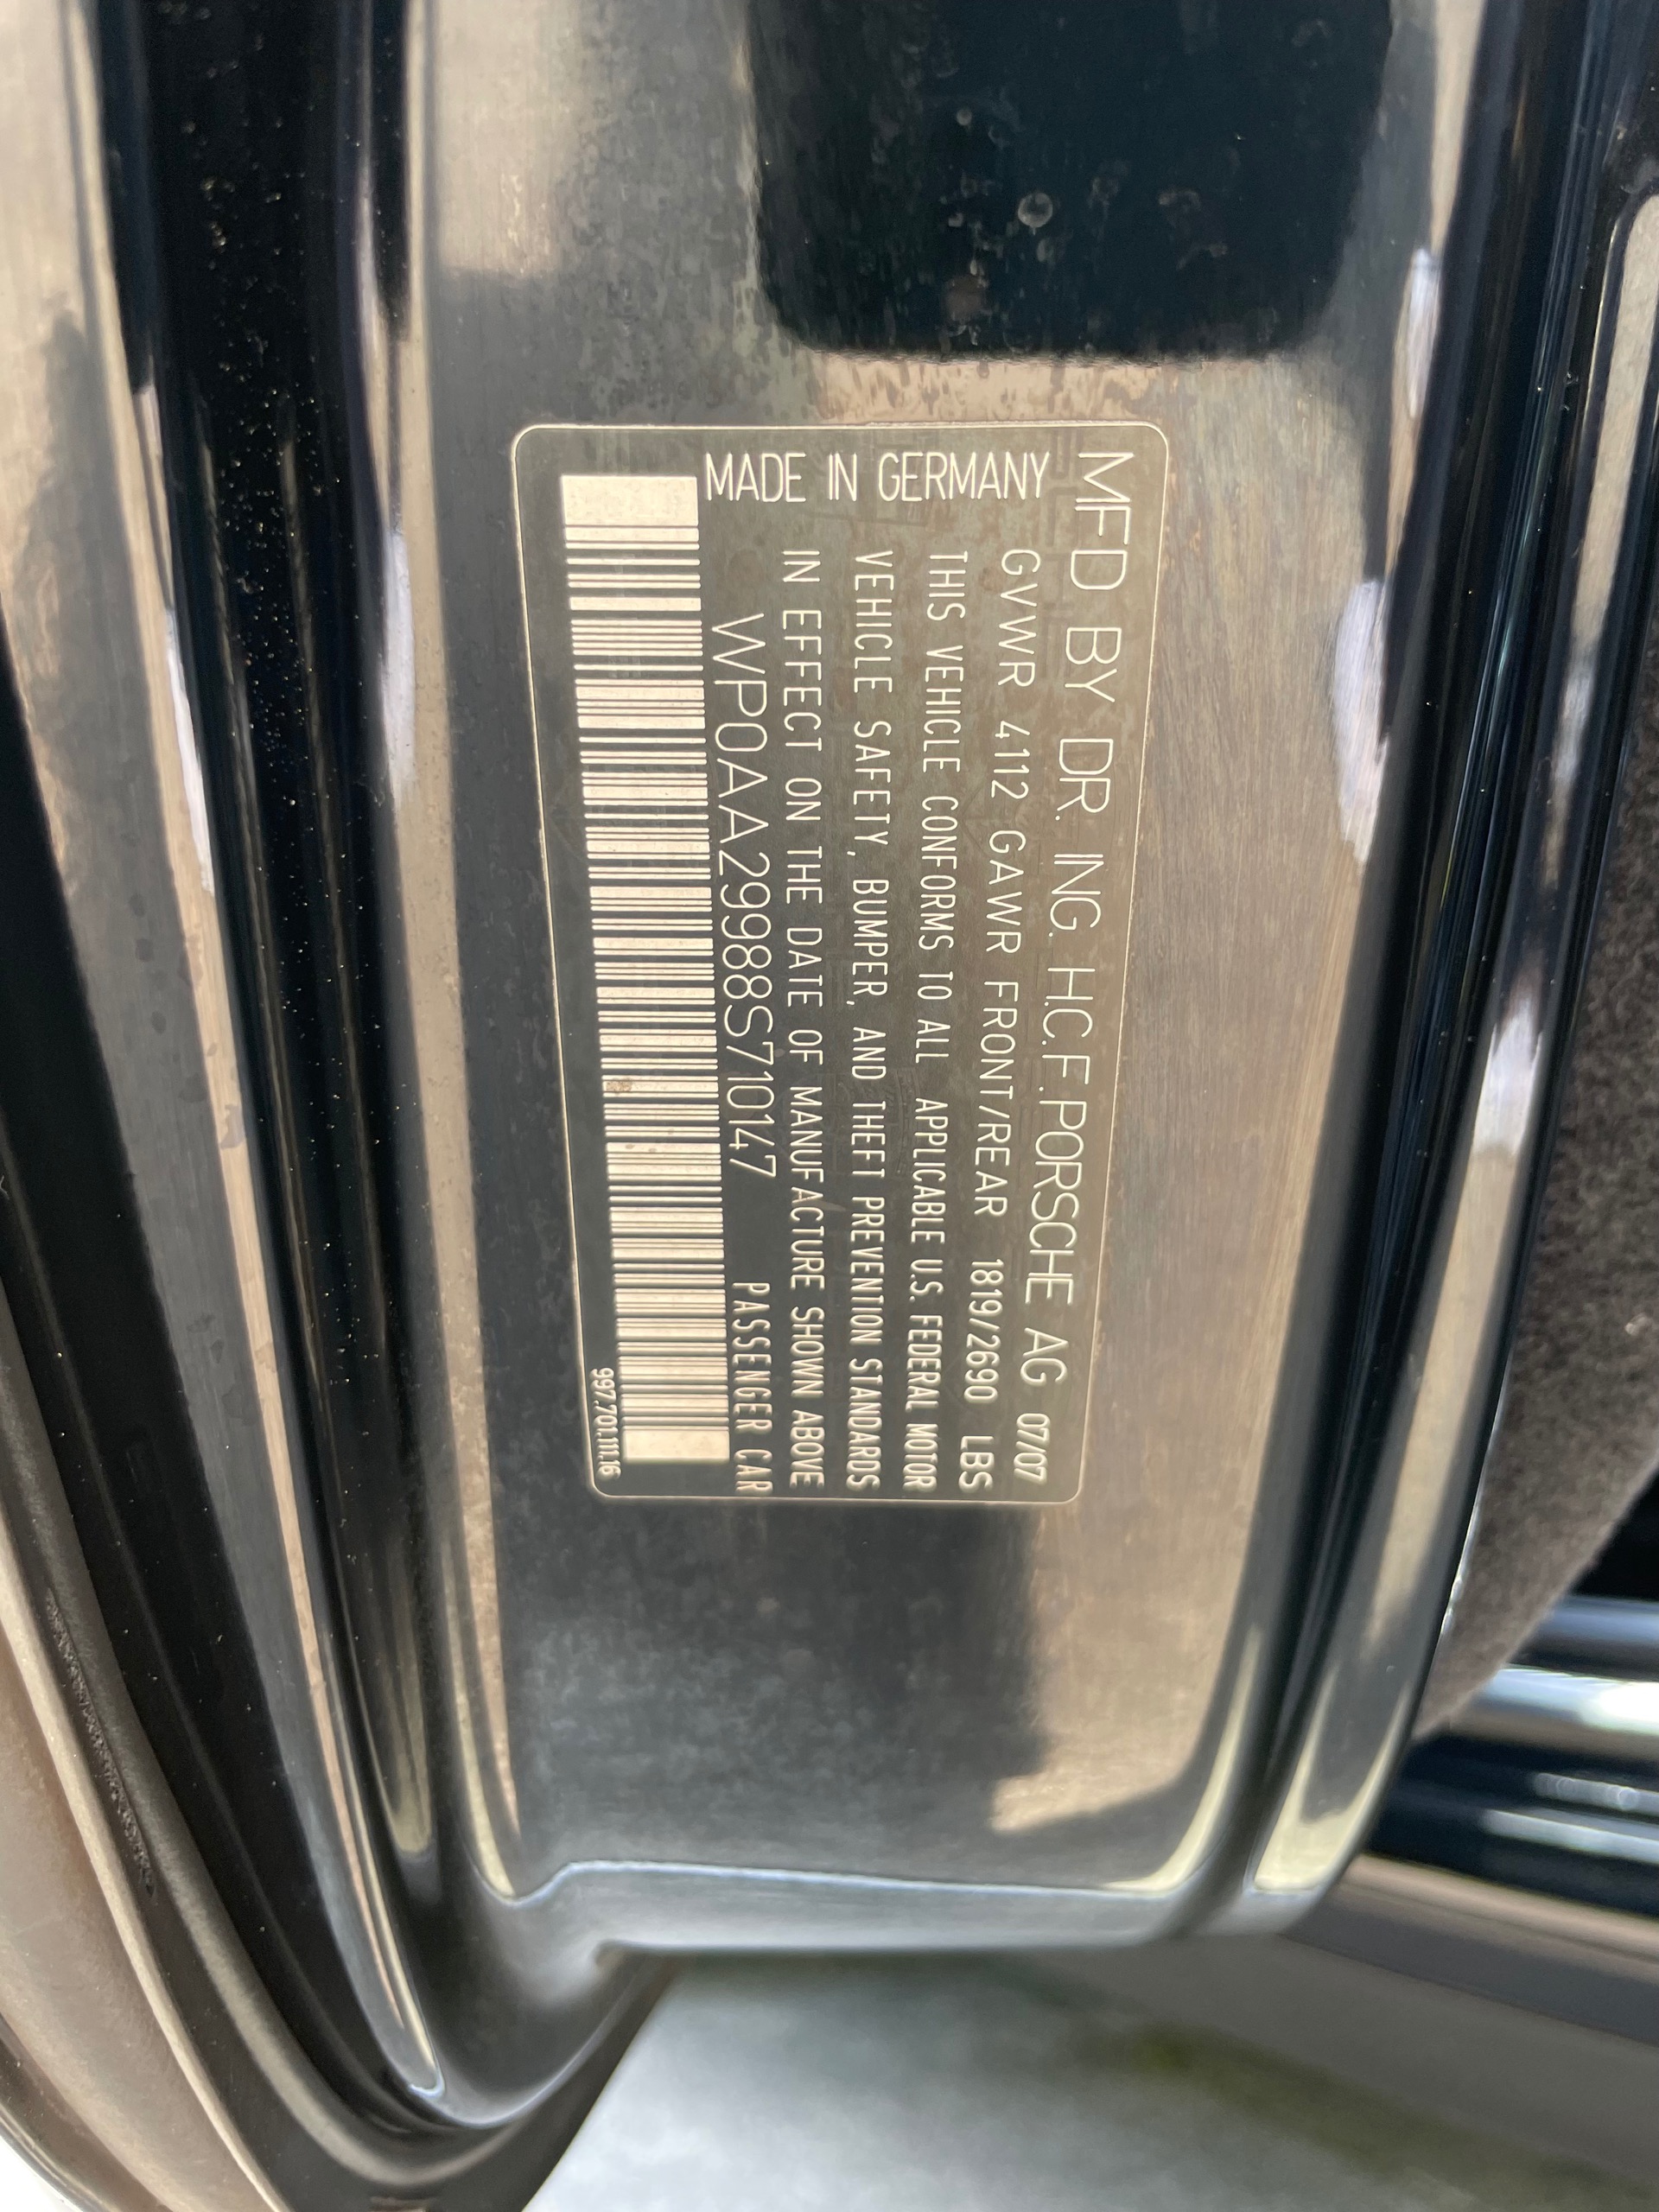 MFD BY DR. ING. H.C.F. PORSCHE AG 07/07
GVWR 4112 GAWR FRONT/REAR 1819/2690 LBS
THIS VEHICLE CONFORMS TO ALL APPLICABLE U.S. FEDERAL MOTOR
VEHICLE SAFETY, BUMPER, AND THEFT PREVENTION STANDARDS
IN EFFECT ON THE DATE OF MANUFACTURE SHOWN ABOVE
MADE IN GERMANY
WP0AA29988S710147 PASSENGER CAR
997.701.111.16